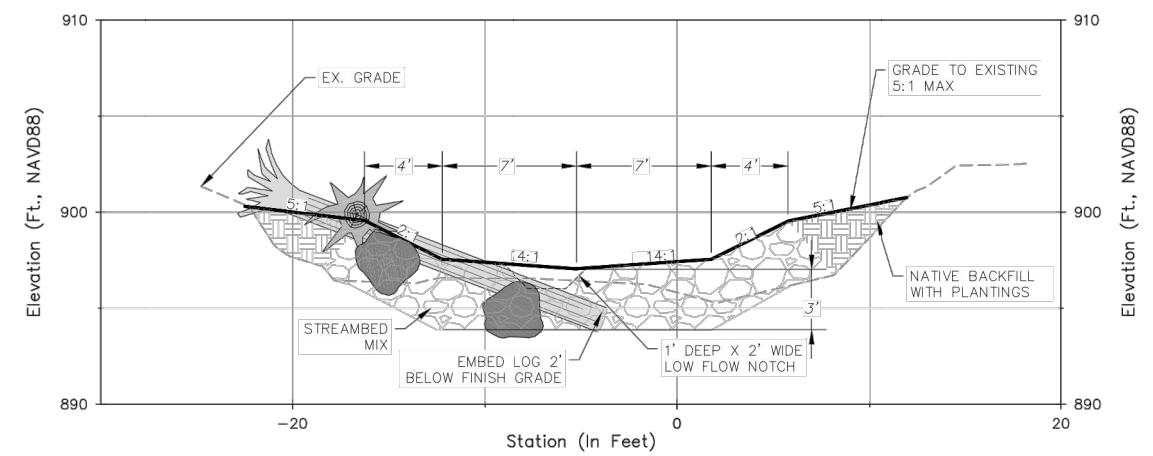 910
910
EX. GRADE
GRADE TO EXISTING
5:1 MAX
4'
7'
7'
4'
Elevation (Ft., NAVD88)
Elevation (Ft., NAVD88)
900
900
5:1
5:1
2:1
2:1
14:1
14:1
NATIVE BACKFILL
WITH PLANTINGS
3'
STREAMBED
MIX
EMBED LOG 2'
BELOW FINISH GRADE
1' DEEP X 2' WIDE
LOW FLOW NOTCH
890
890
-20
0
20
Station (In Feet)